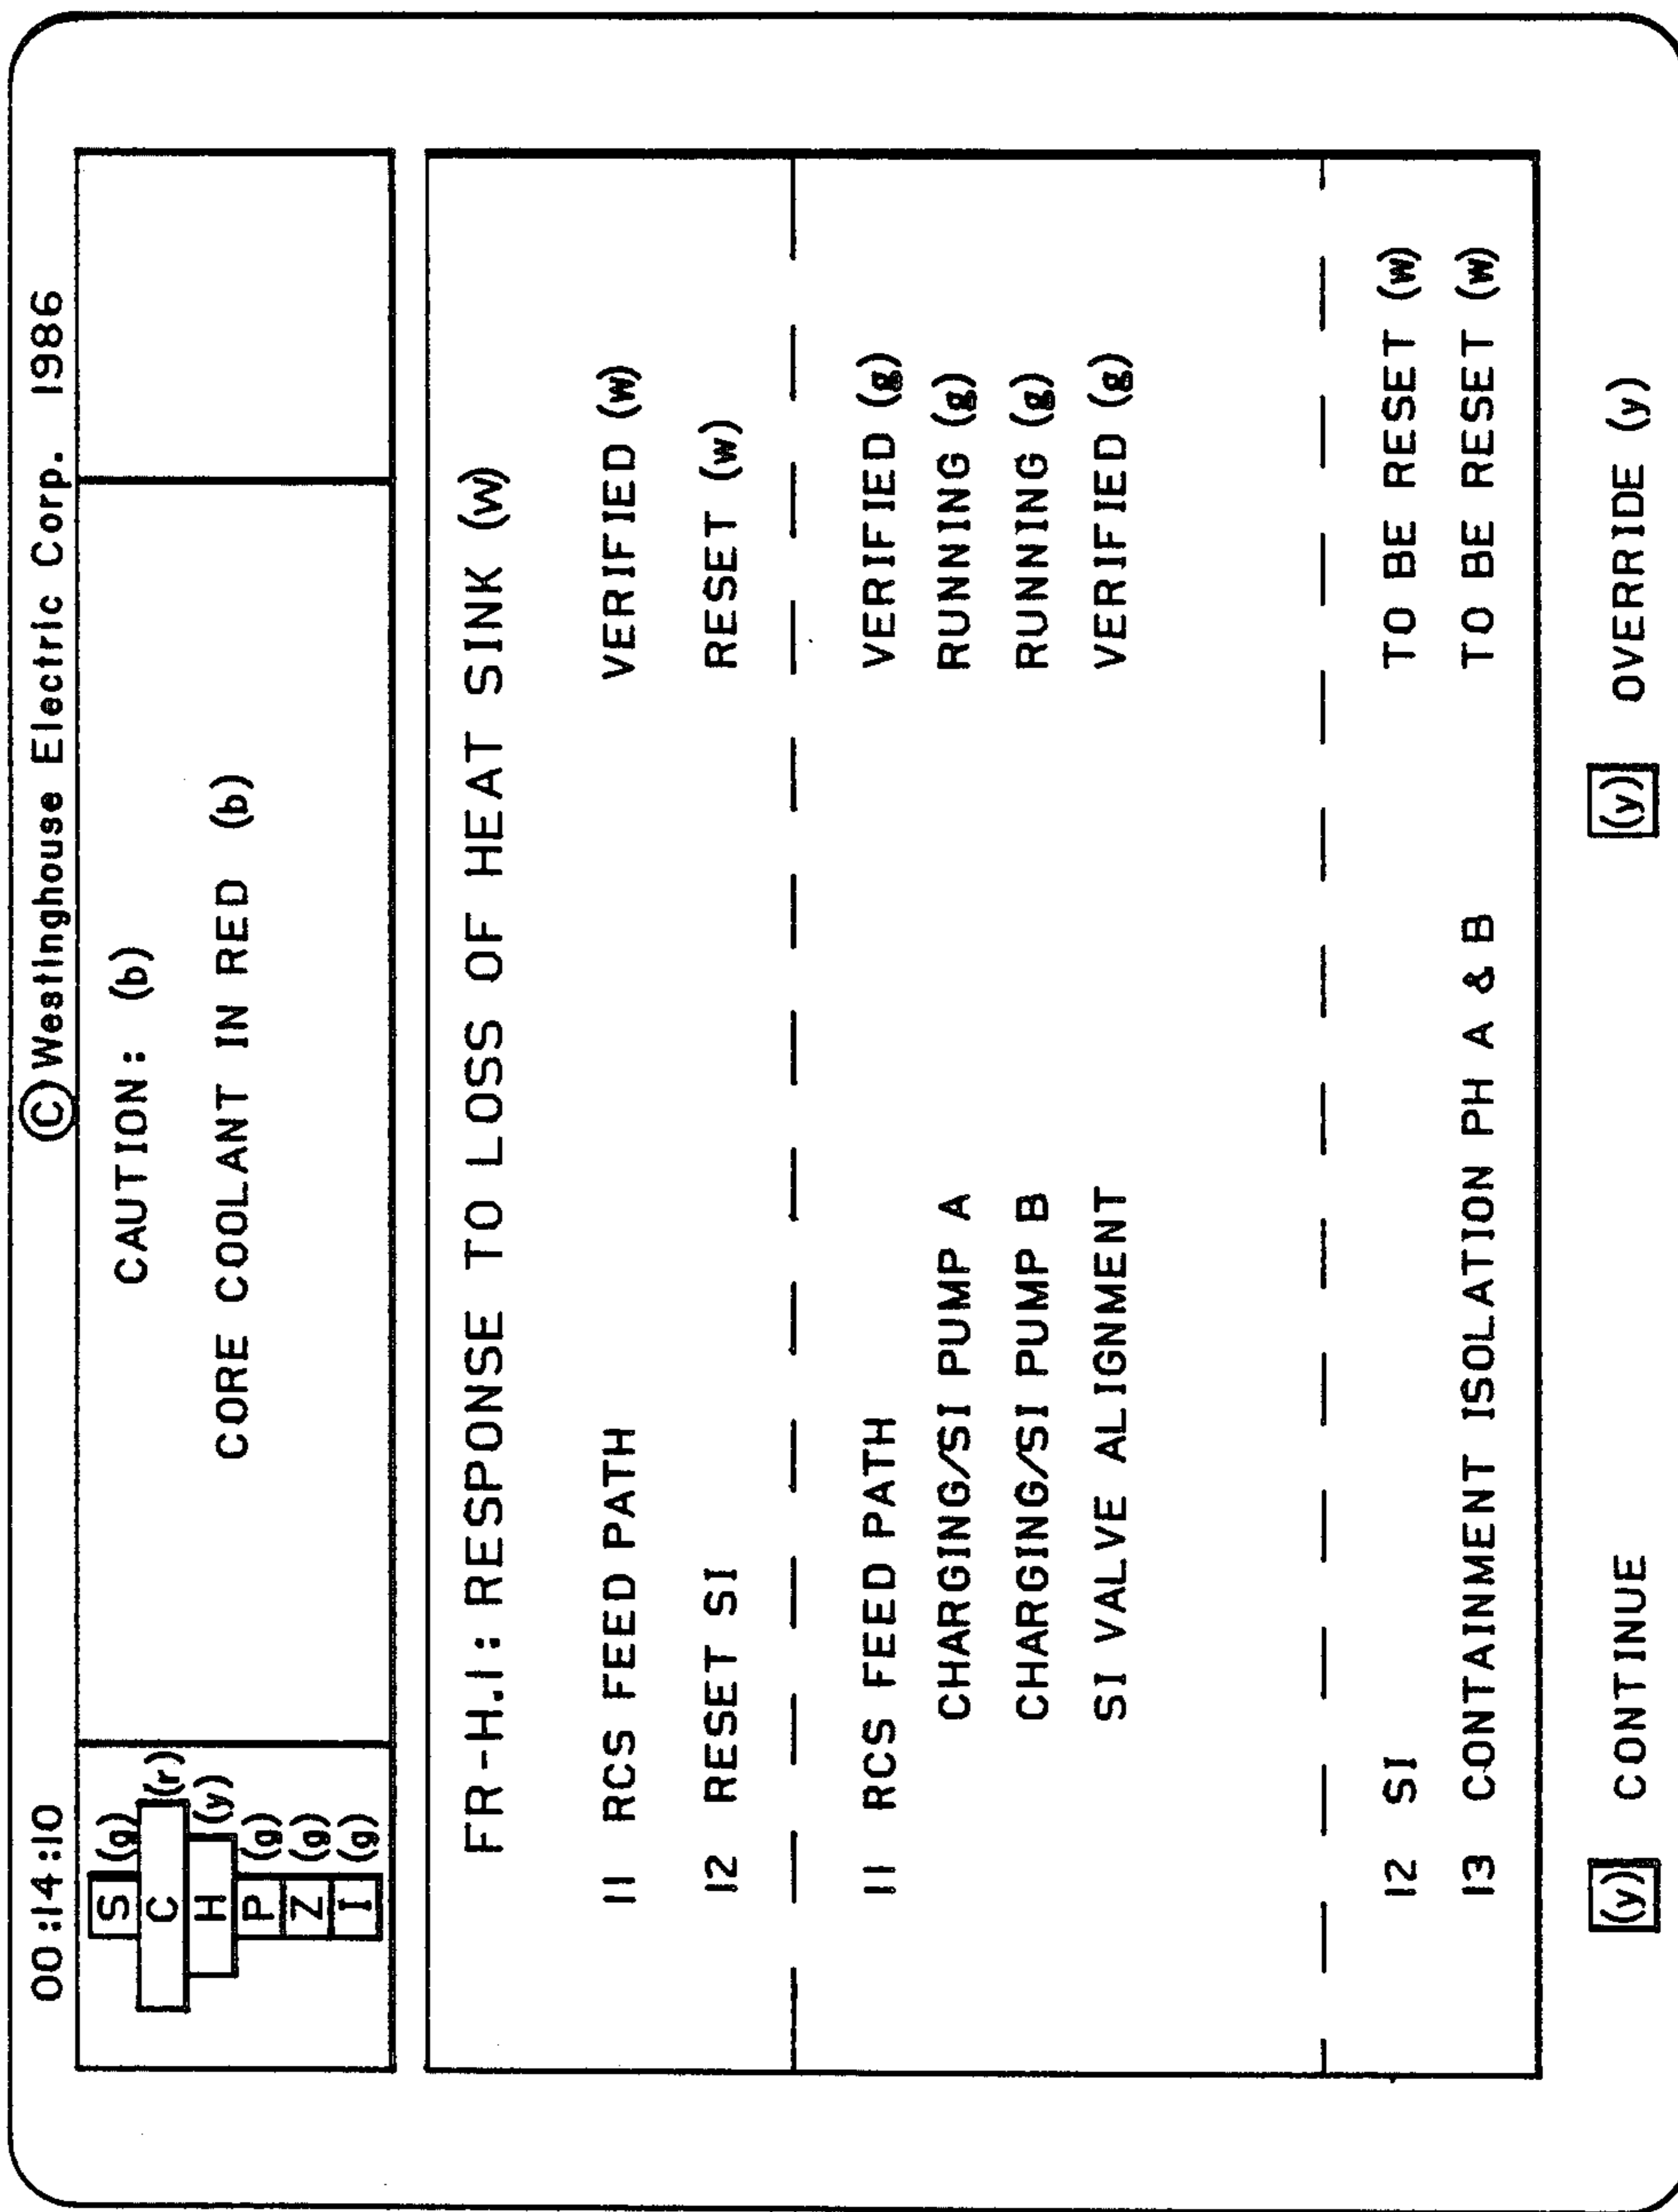 00:14:10 ©Westinghouse Electric Corp. 1986
S (g)
C (r)
H (y)
P (g)
Z (g)
I (g)
CAUTION: (b)
CORE COOLANT IN RED (b)
FR-H.1: RESPONSE TO LOSS OF HEAT SINK (W)
11 RCS FEED PATH VERIFIED (w)
12 RESET SI RESET (w)
11 RCS FEED PATH VERIFIED (g)
CHARGING/SI PUMP A RUNNING (g)
CHARGING/SI PUMP B RUNNING (g)
SI VALVE ALIGNMENT VERIFIED (g)
12 SI TO BE RESET (w)
13 CONTAINMENT ISOLATION PH A & B TO BE RESET (w)
(y) CONTINUE (y) OVERRIDE (y)